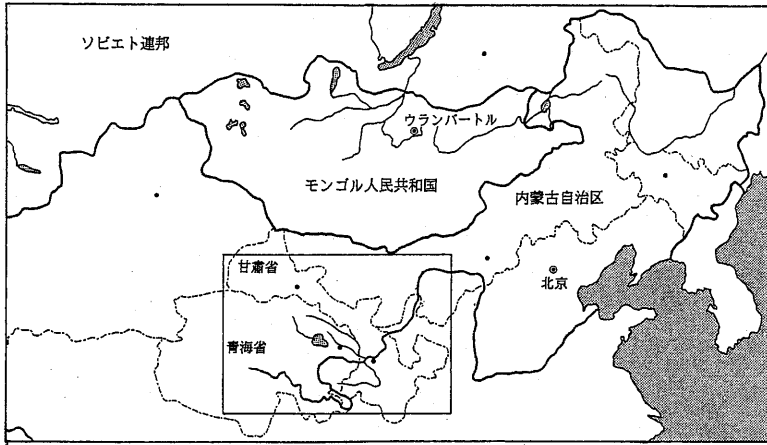 ソビエト連邦
ウランバートル
モンゴル人民共和国
内蒙古自治区
甘粛省
北京
青海省